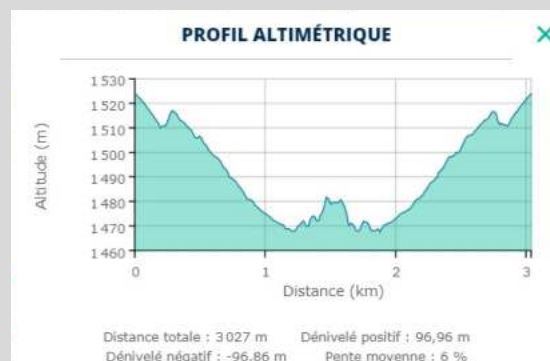 PROFIL ALTIMÉTRIQUE
Altitude (m)
1 530
1 520
1 510
1 500
1 490
1 480
1 470
1 460
0 1 2 3
Distance (km)
Distance totale : 3 027 m Dénivelé positif : 96,96 m
Dénivelé négatif : -96,86 m Pente moyenne : 6 %